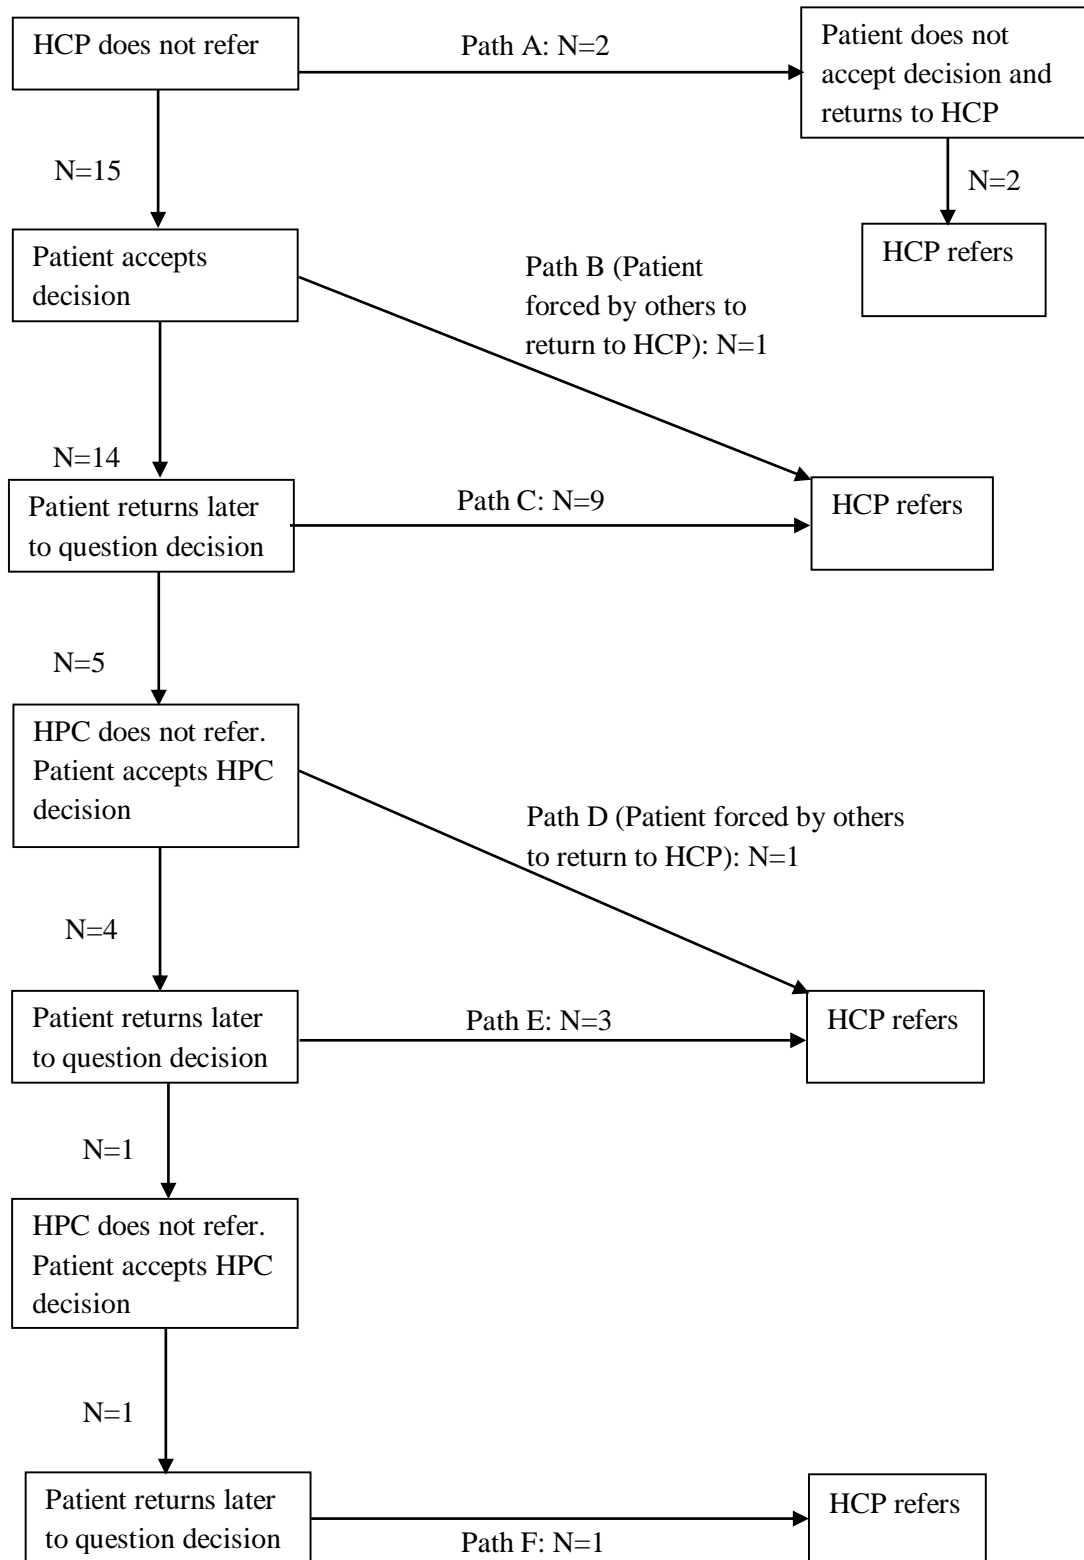 HCP does not refer
Path A: N=2
Patient does not
accept decision and
returns to HCP
N=15
N=2
HCP refers
Patient accepts
decision
Path B (Patient
forced by others to
return to HCP): N=1
N=14
Patient returns later
to question decision
Path C: N=9
HCP refers
N=5
HPC does not refer.
Patient accepts HPC
decision
Path D (Patient forced by others
to return to HCP): N=1
N=4
Patient returns later
to question decision
Path E: N=3
HCP refers
N=1
HPC does not refer.
Patient accepts HPC
decision
N=1
Patient returns later
to question decision
Path F: N=1
HCP refers